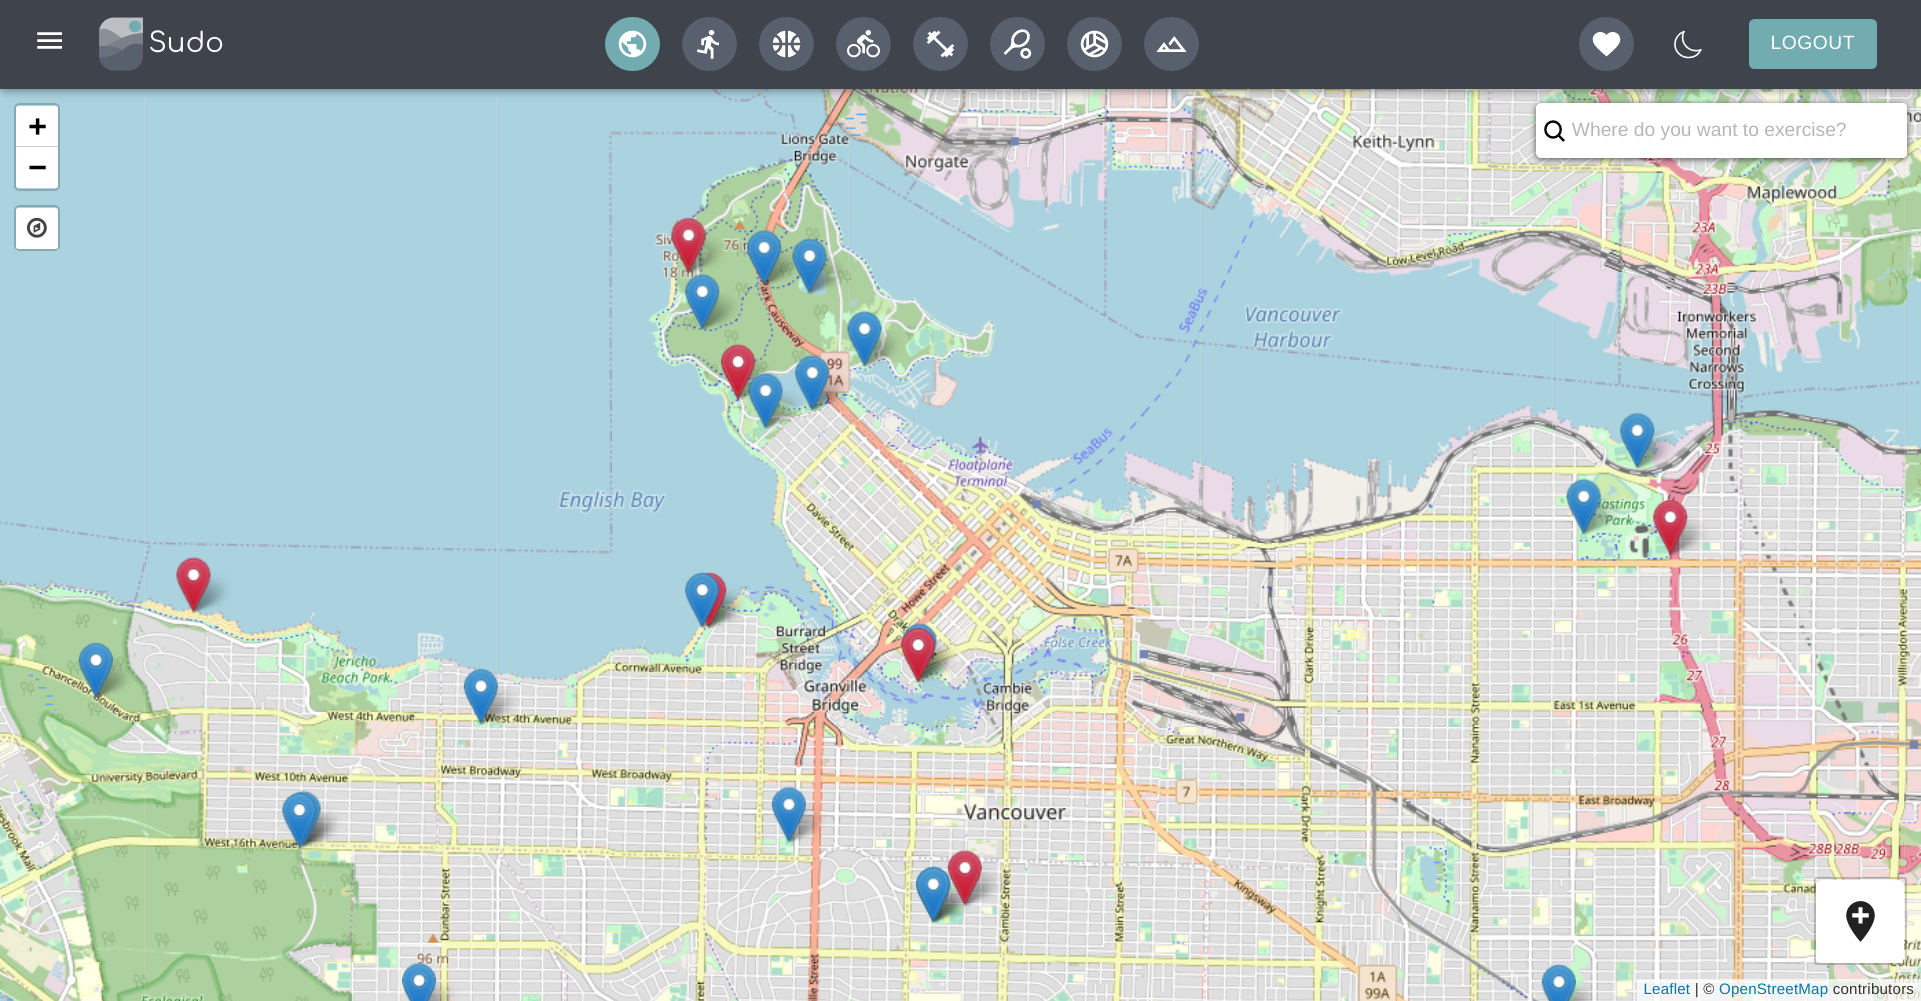 Sudo
LOGOUT
Where do you want to exercise?
+
−
Lions Gate
Bridge
Norgate
Keith-Lynn
Maplewood
23A
Low Level Road
23A
23B
76 m
18 m
Park Causeway
99
1A
SeaBus
Vancouver
Harbour
Ironworkers
Memorial
Second
Narrows
Crossing
SeaBus
Floatplane
Terminal
25
English Bay
Davie Street
Hastings
Park
7A
Howe Street
Burrard
Street
Bridge
False Creek
Clark Drive
Willingdon Avenue
26
Jericho
Beach Park
Cornwall Avenue
Chancellor Boulevard
Granville
Bridge
Cambie
Bridge
27
West 4th Avenue
West 4th Avenue
East 1st Avenue
Nanaimo Street
Great Northern Way
27
University Boulevard
West 10th Avenue
West Broadway
West Broadway
28
7
East Broadway
Vancouver
Clark Drive
West 16th Avenue
28B
28B
29
Dunbar Street
Cambie Street
Main Street
Kingsway
Knight Street
Nanaimo Street
96 m
1A
99A
Ecological
Leaflet | © OpenStreetMap contributors